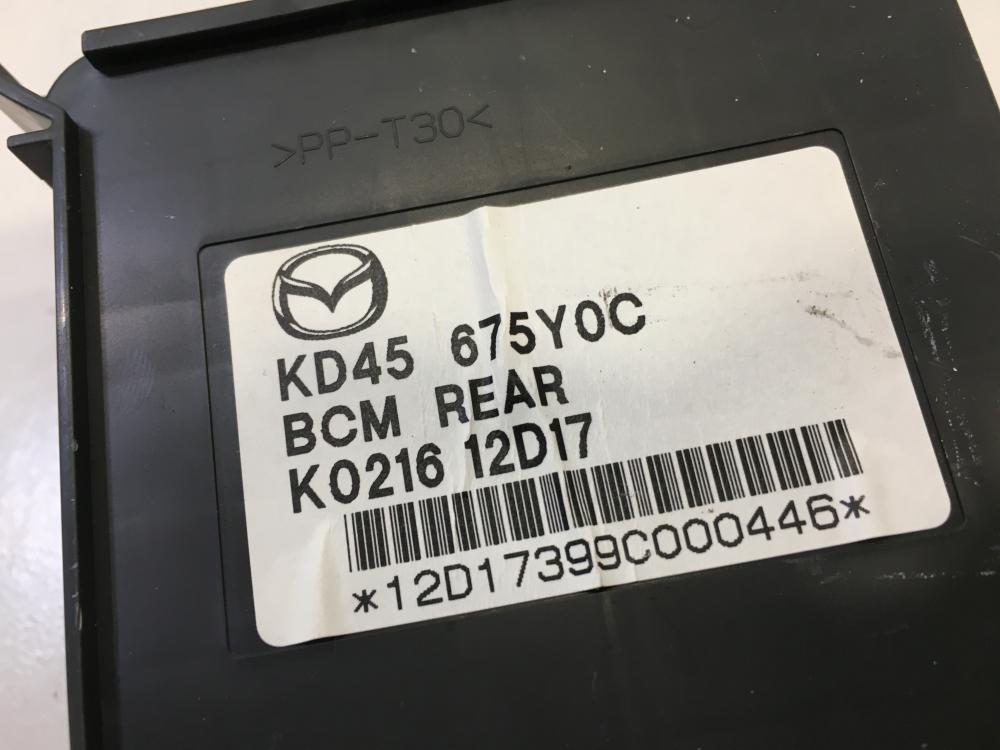 >PP-T30<
KD45 675Y0C
BCM REAR
K0216 12D17
*12D17399C000446*